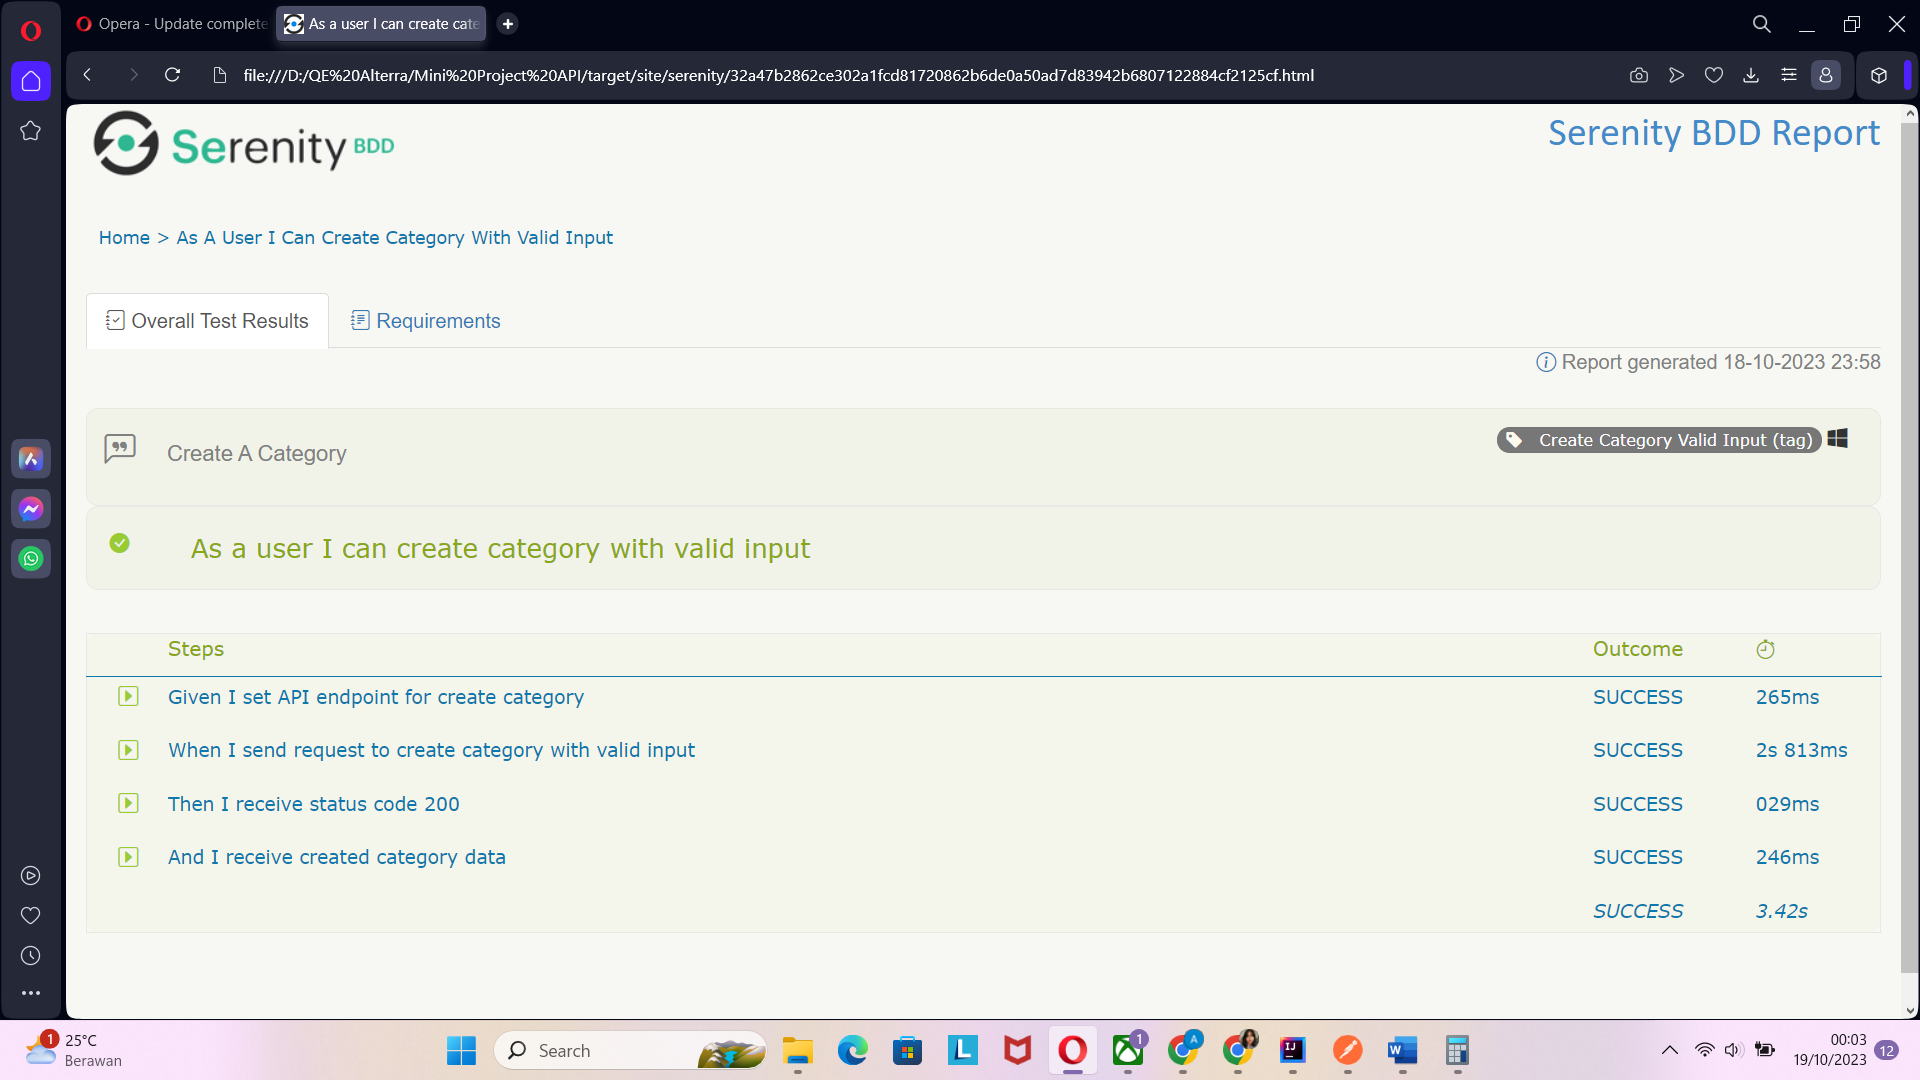 Opera - Update complete
As a user I can create cate
file:///D:/QE%20Alterra/Mini%20Project%20API/target/site/serenity/32a47b2862ce302a1fcd81720862b6de0a50ad7d83942b6807122884cf2125cf.html
Serenity BDD
Serenity BDD Report
Home > As A User I Can Create Category With Valid Input
Overall Test Results
Requirements
Report generated 18-10-2023 23:58
Create A Category
Create Category Valid Input (tag)
As a user I can create category with valid input
Steps Outcome
Given I set API endpoint for create category SUCCESS 265ms
When I send request to create category with valid input SUCCESS 2s 813ms
Then I receive status code 200 SUCCESS 029ms
And I receive created category data SUCCESS 246ms
SUCCESS 3.42s
1
25°C
Berawan
Search
L
1
A
IJ
W
00:03
19/10/2023
12